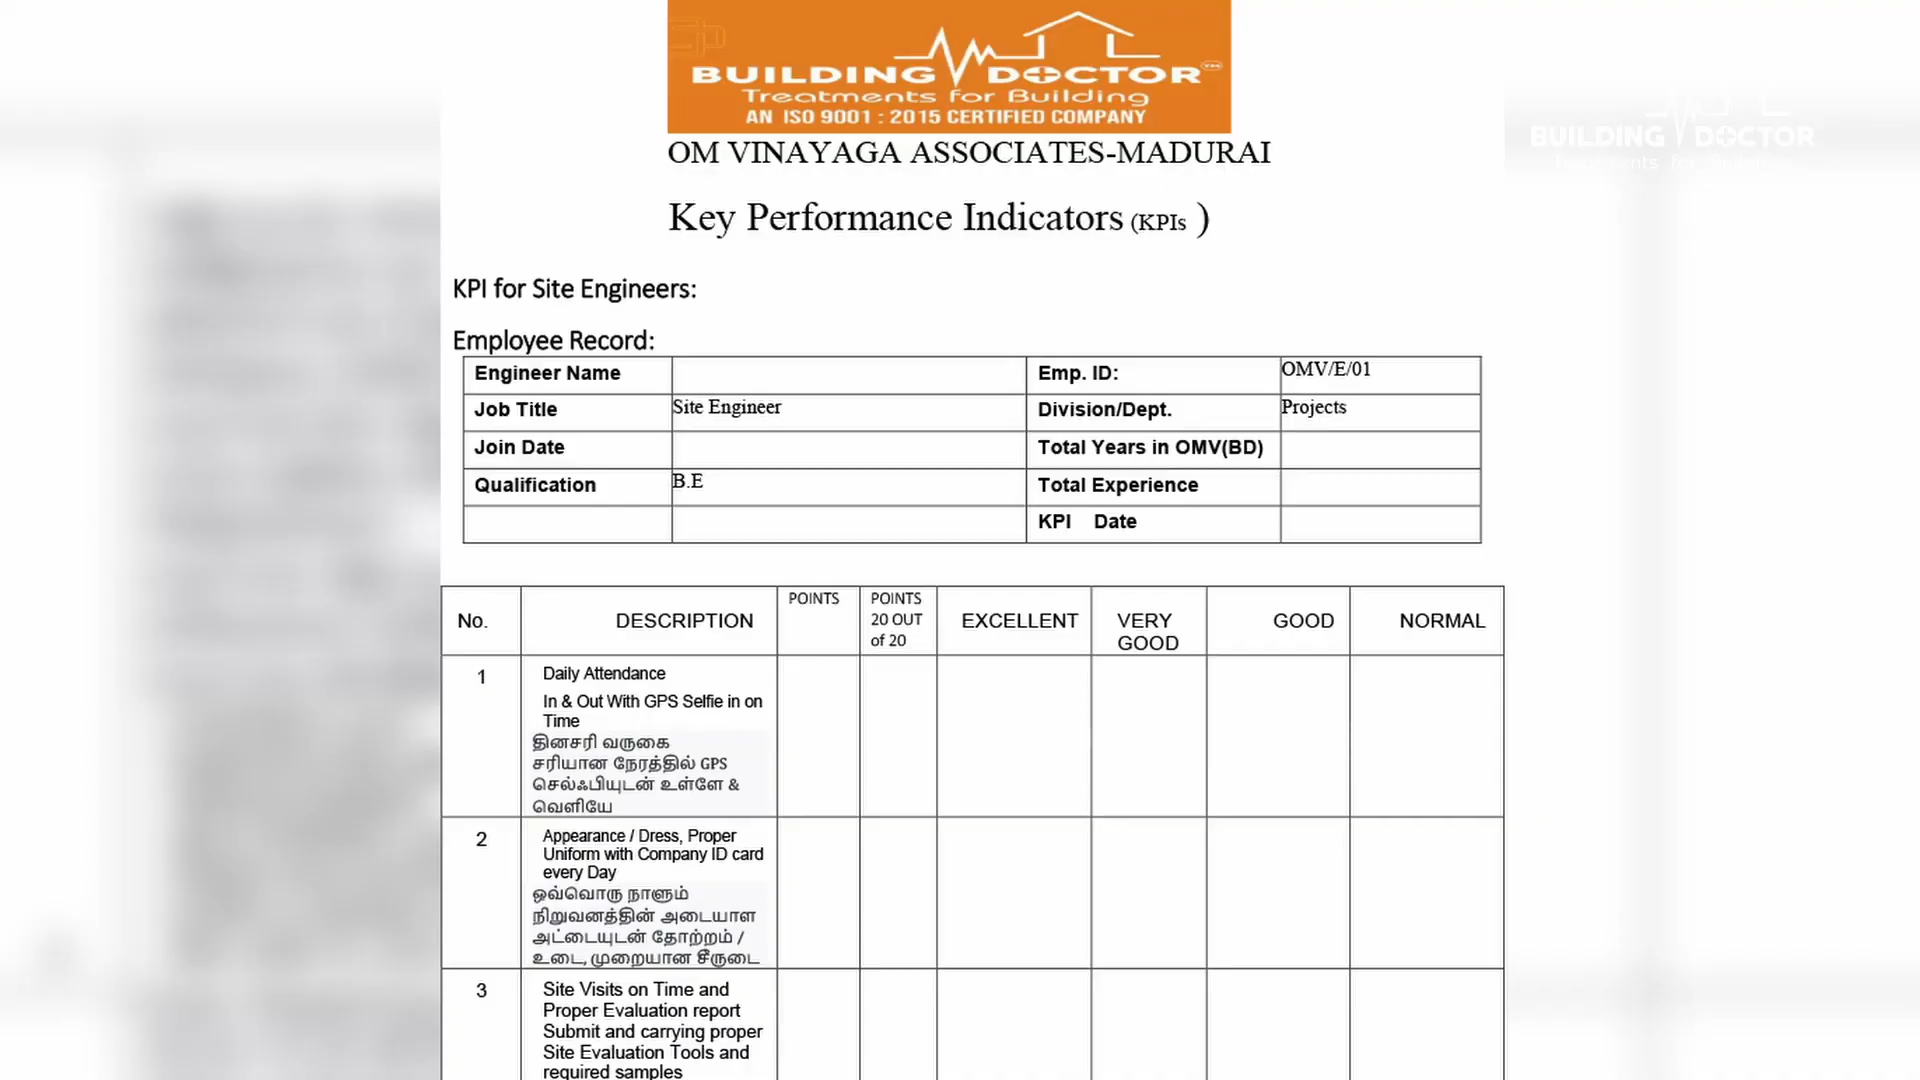 BUILDING DOCTOR
Treatments for Building
AN ISO 9001 : 2015 CERTIFIED COMPANY
BUILDING DOCTOR
OM VINAYAGA ASSOCIATES-MADURAI
Key Performance Indicators (KPIs )
KPI for Site Engineers:
Employee Record:
Engineer Name Emp. ID: OMV/E/01
Job Title Site Engineer Division/Dept. Projects
Join Date Total Years in OMV(BD)
Qualification B.E Total Experience
KPI Date
No. DESCRIPTION POINTS POINTS 20 OUT of 20 EXCELLENT VERY GOOD GOOD NORMAL
1 Daily Attendance
In & Out With GPS Selfie in on
Time
தினசரி வருகை
சரியான நேரத்தில் GPS
செல்ஃபியுடன் உள்ளே &
வெளியே
2 Appearance / Dress, Proper
Uniform with Company ID card
every Day
ஒவ்வொரு நாளும்
நிறுவனத்தின் அடையாள
அட்டையுடன் தோற்றம் /
உடை, முறையான சீருடை
3 Site Visits on Time and
Proper Evaluation report
Submit and carrying proper
Site Evaluation Tools and
required samples